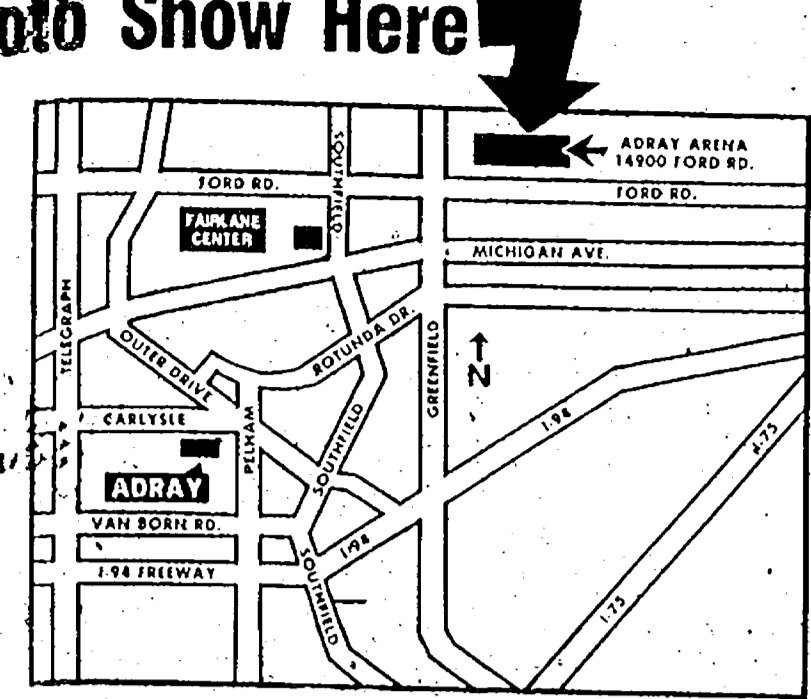 oto Show Here
ADRAY ARENA
14900 FORD RD.
SOUTHFIELD
FORD RD.
FORD RD.
FAIRLANE
CENTER
MICHIGAN AVE.
TELEGRAPH
OUTER DRIVE
ROTUNDA DR.
GREENFIELD
N
CARLYSLE
PELHAM
SOUTHFIELD
I-94
I-75
ADRAY
VAN BORN RD.
I-94
I-94 FREEWAY
SOUTHFIELD
I-75